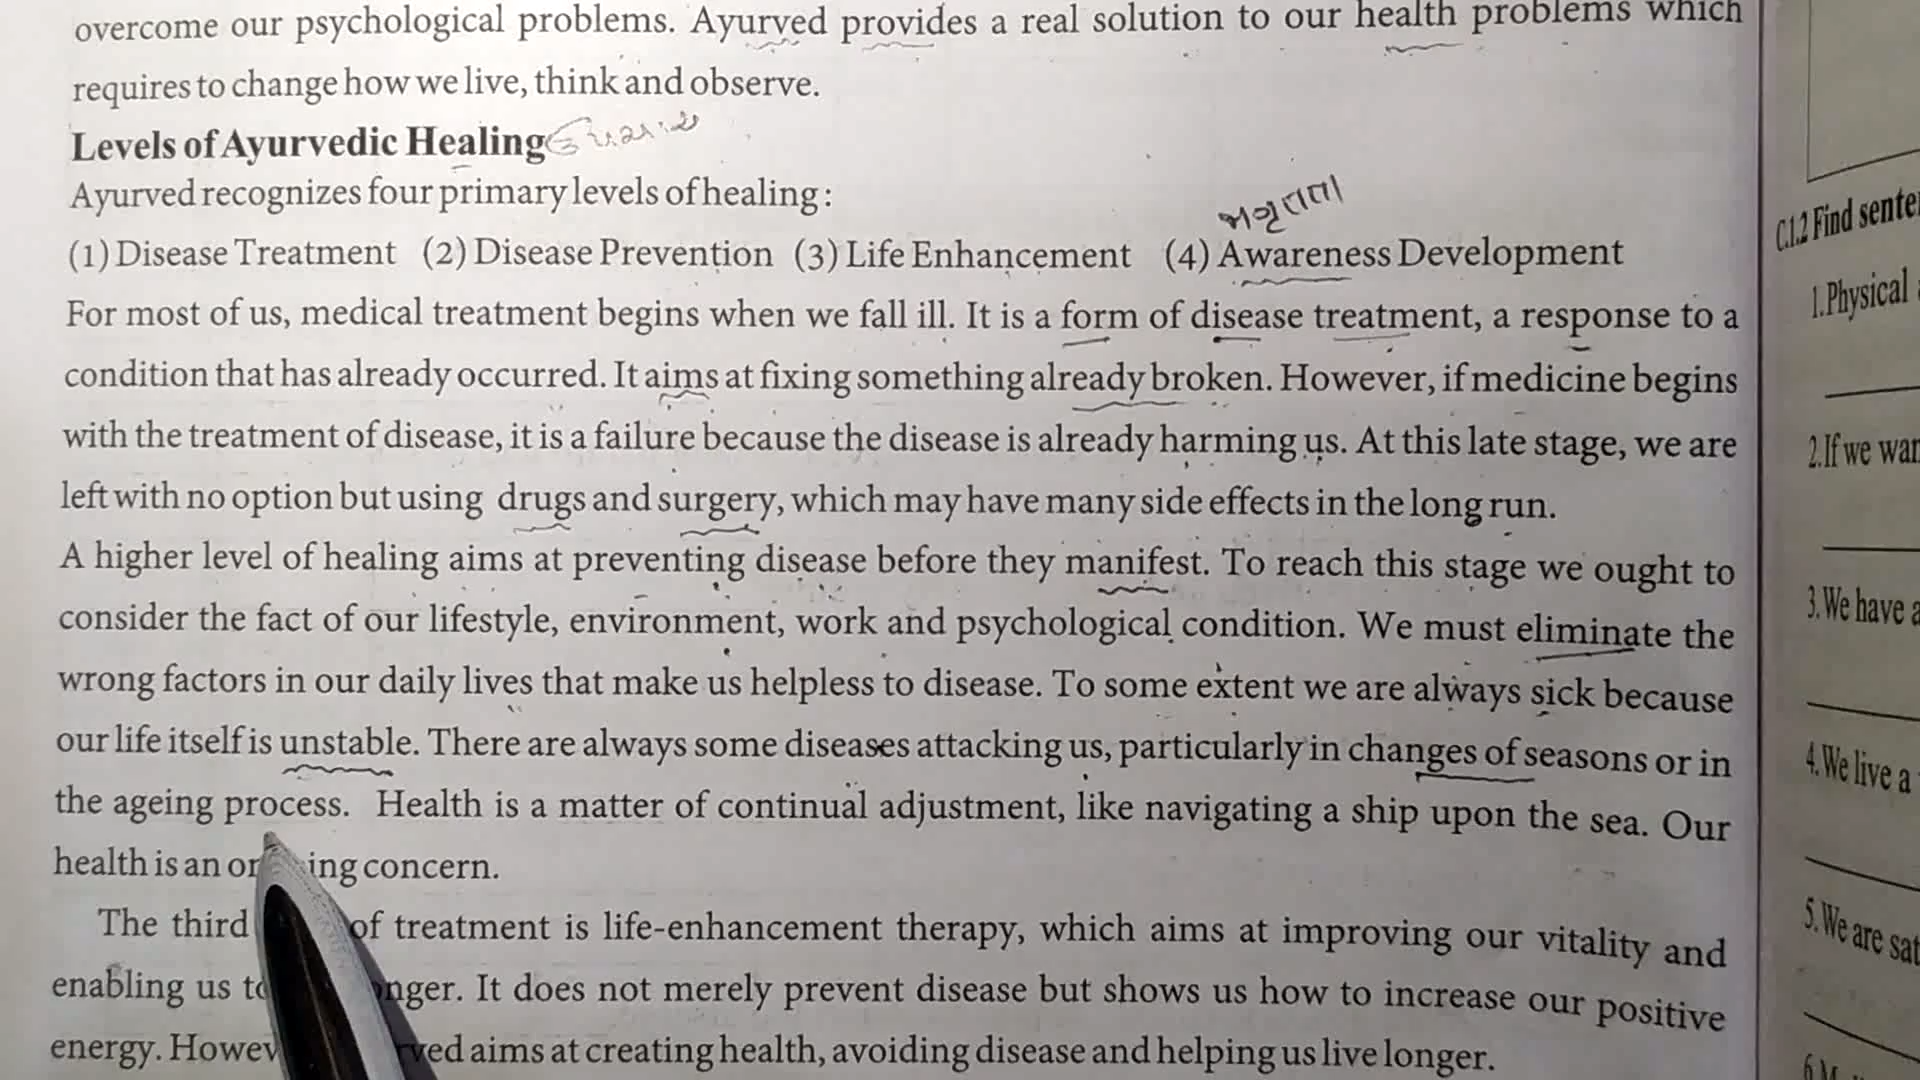 overcome our psychological problems. Ayurved provides a real solution to our health problems which
requires to change how we live, think and observe.
Levels of Ayurvedic Healing
Ayurved recognizes four primary levels of healing :
(1) Disease Treatment (2) Disease Prevention (3) Life Enhancement (4) Awareness Development
For most of us, medical treatment begins when we fall ill. It is a form of disease treatment, a response to a
condition that has already occurred. It aims at fixing something already broken. However, if medicine begins
with the treatment of disease, it is a failure because the disease is already harming us. At this late stage, we are
left with no option but using drugs and surgery, which may have many side effects in the long run.
A higher level of healing aims at preventing disease before they manifest. To reach this stage we ought to
consider the fact of our lifestyle, environment, work and psychological condition. We must eliminate the
wrong factors in our daily lives that make us helpless to disease. To some extent we are always sick because
our life itself is unstable. There are always some diseases attacking us, particularly in changes of seasons or in
the ageing process. Health is a matter of continual adjustment, like navigating a ship upon the sea. Our
health is an concern.
The third of treatment is life-enhancement therapy, which aims at improving our vitality and
enabling us It does not merely prevent disease but shows us how to increase our positive
energy. aims at creating health, avoiding disease and helping us live longer.
C.1.2 Find
1. Physical
2. If we
3. We have
4. We live a
5. We are